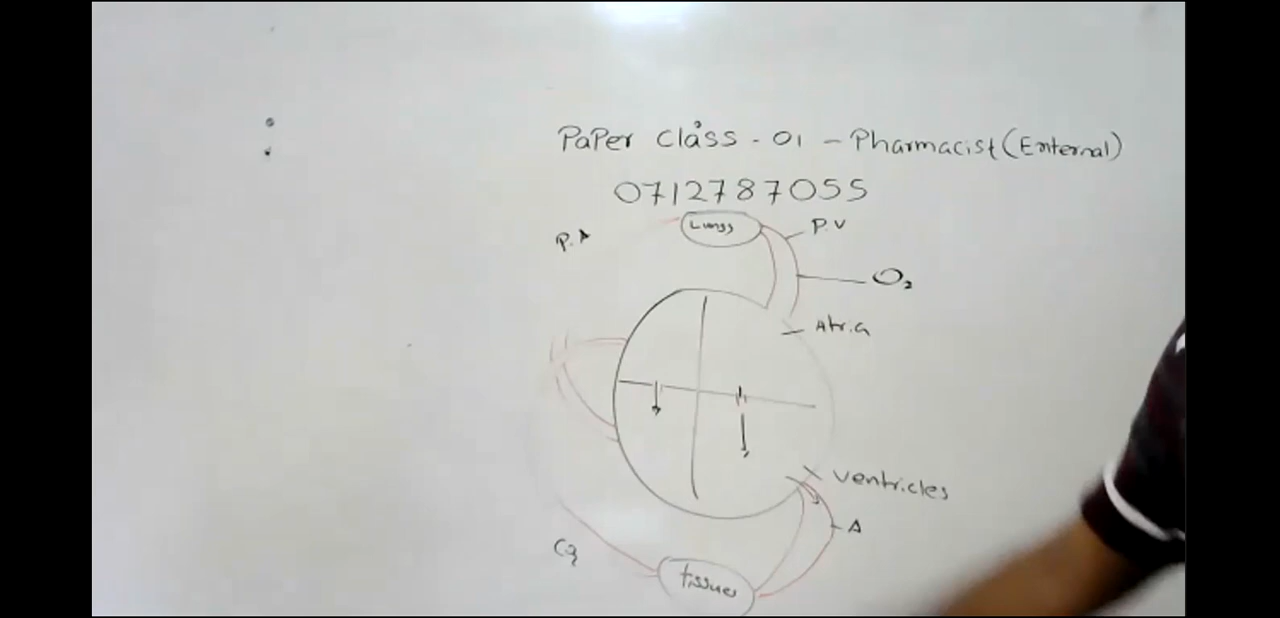 PaPer Class - 01 - Pharmacist (External)
0712787055
Lungs
P.V
P.A
O2
Atria
Ventricles
A
CO2
tissues